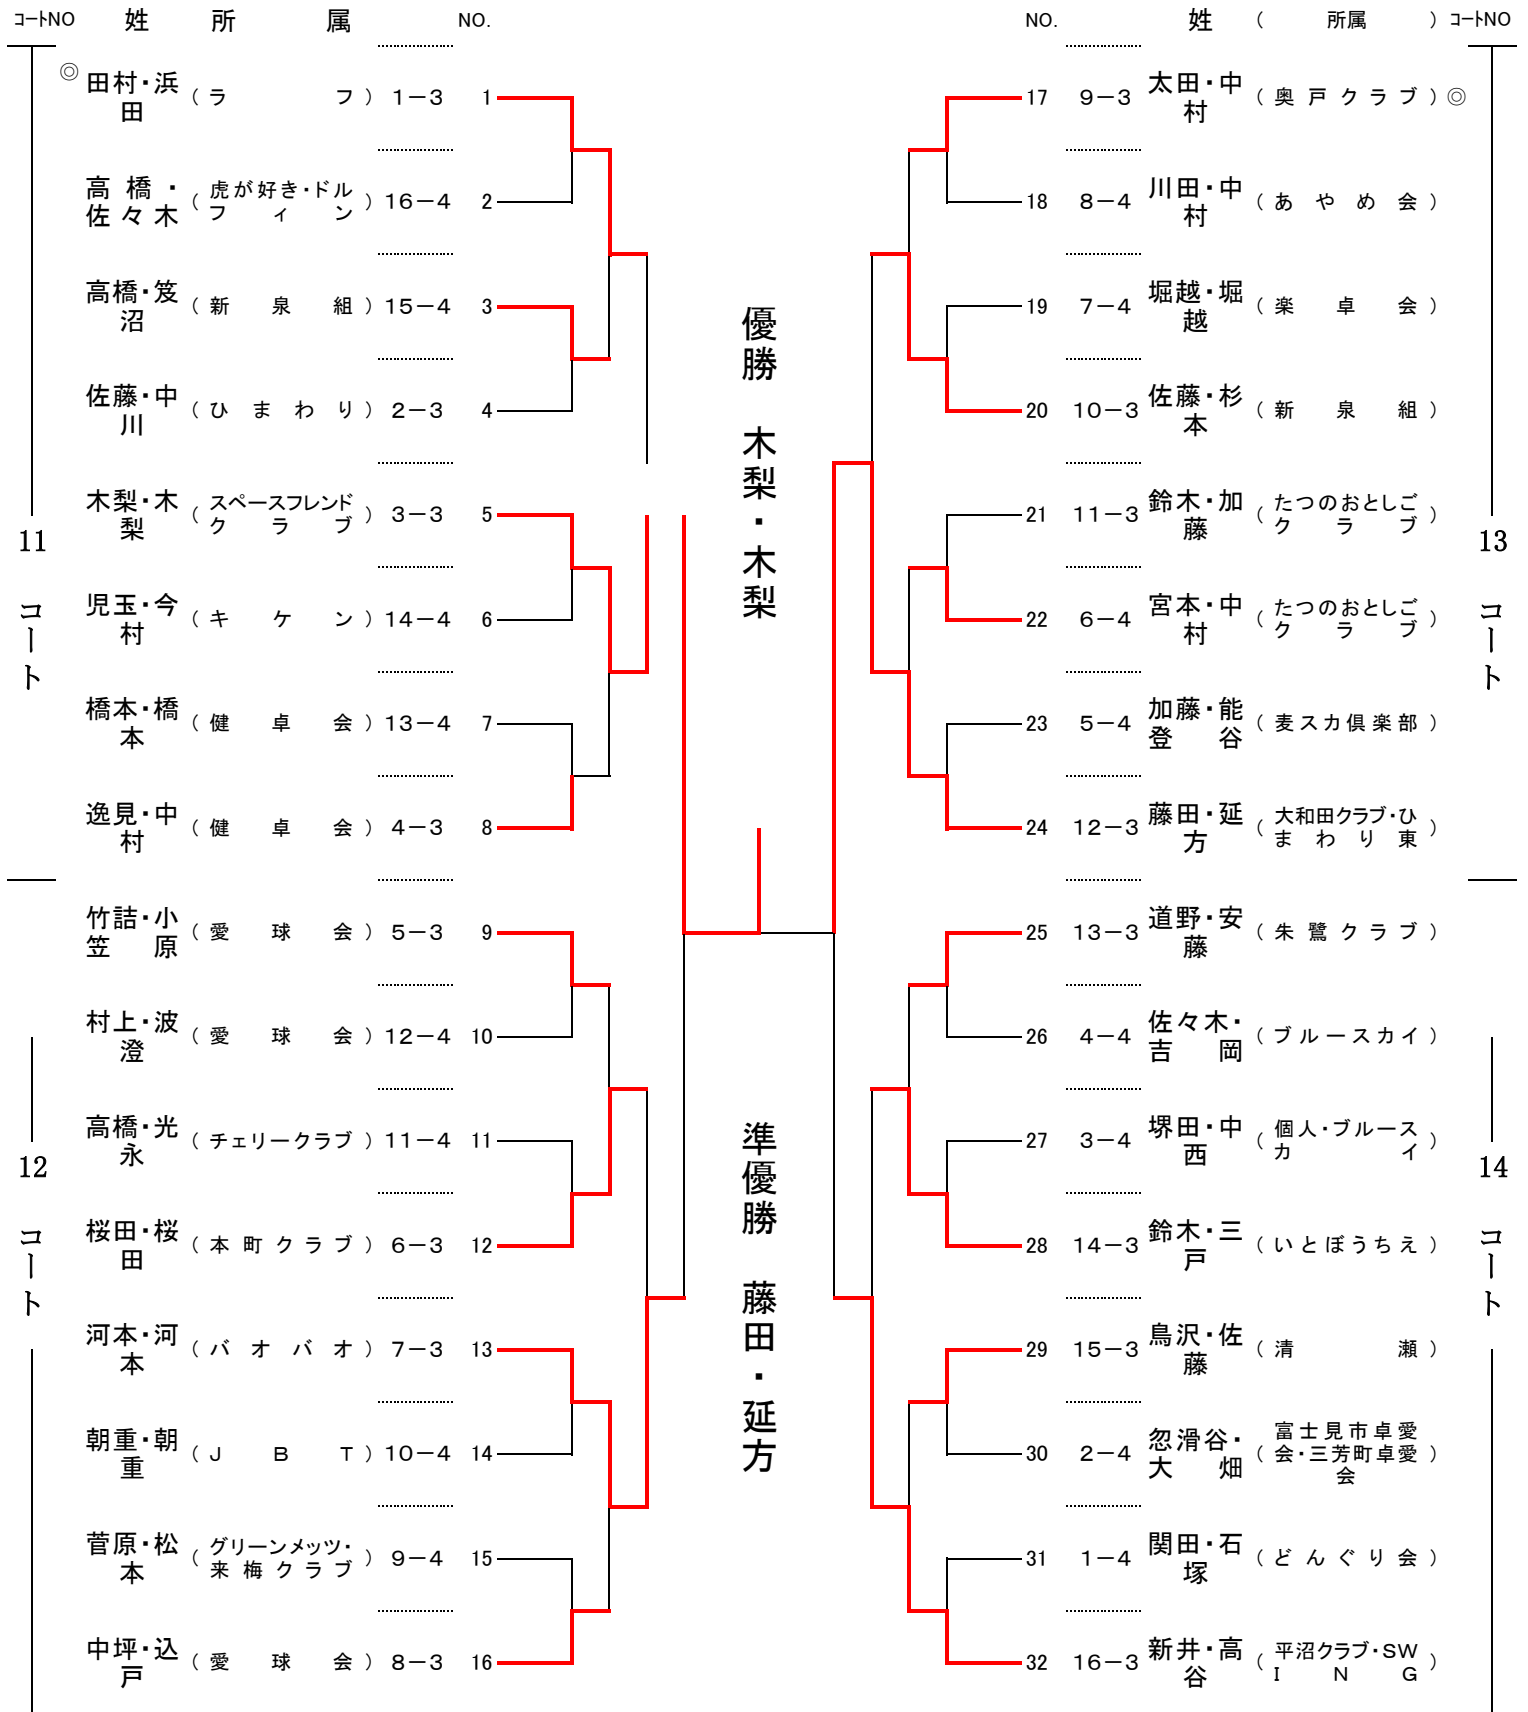 コートNO 姓 所 属 NO.
◎ 田村・浜田 （ ラ フ ） 1－3 1
高橋・佐々木 （ 虎が好き・ドルフィン ） 16－4 2
高橋・笈沼 （ 新泉組 ） 15－4 3
佐藤・中川 （ ひまわり ） 2－3 4
木梨・木梨 （ スペースフレンドクラブ ） 3－3 5
児玉・今村 （ キケン ） 14－4 6
橋本・橋本 （ 健卓会 ） 13－4 7
逸見・中村 （ 健卓会 ） 4－3 8
11 コート
竹詰・小笠原 （ 愛球会 ） 5－3 9
村上・波澄 （ 愛球会 ） 12－4 10
高橋・光永 （ チェリークラブ ） 11－4 11
桜田・桜田 （ 本町クラブ ） 6－3 12
河本・河本 （ バオバオ ） 7－3 13
朝重・朝重 （ JBT ） 10－4 14
菅原・松本 （ グリーンメッツ・来梅クラブ ） 9－4 15
中坪・込戸 （ 愛球会 ） 8－3 16
12 コート
優勝 木梨・木梨
準優勝 藤田・延方
NO. 姓 （ 所属 ） コートNO
17 9－3 太田・中村 （ 奥戸クラブ ） ◎
18 8－4 川田・中村 （ あやめ会 ）
19 7－4 堀越・堀越 （ 楽卓会 ）
20 10－3 佐藤・杉本 （ 新泉組 ）
21 11－3 鈴木・加藤 （ たつのおとしごクラブ ）
22 6－4 宮本・中村 （ たつのおとしごクラブ ）
23 5－4 加藤・能登谷 （ 麦スカ倶楽部 ）
24 12－3 藤田・延方 （ 大和田クラブ・ひまわり東 ）
13 コート
25 13－3 道野・安藤 （ 朱鷺クラブ ）
26 4－4 佐々木・吉岡 （ ブルースカイ ）
27 3－4 堺田・中西 （ 個人・ブルースカイ ）
28 14－3 鈴木・三戸 （ いとぼうちえ ）
29 15－3 鳥沢・佐藤 （ 清瀬 ）
30 2－4 忽滑谷・大畑 （ 富士見市卓愛会・三芳町卓愛会 ）
31 1－4 関田・石塚 （ どんぐり会 ）
32 16－3 新井・高谷 （ 平沼クラブ・SWING ）
14 コート